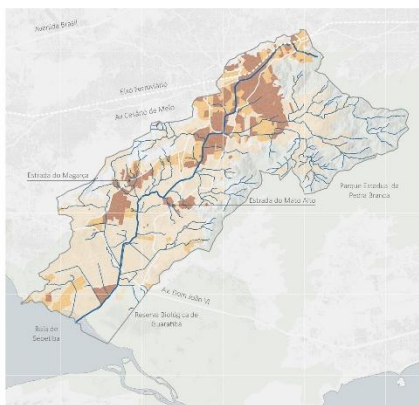 Avenida Brasil
Eixo Ferroviário
Av Cesário de Melo
Estrada do Magarça
Parque Estadual da
Pedra Branca
Estrada do Mato Alto
Av. Dom João VI
Reserva Biológica de
Guaratiba
Baía de
Sepetiba